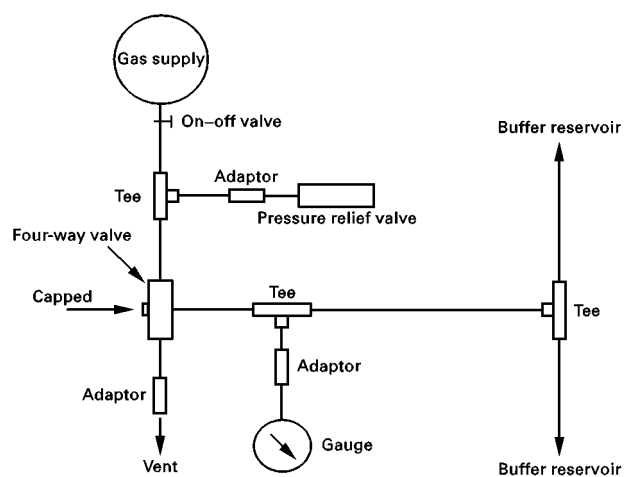 Gas supply
On–off valve
Buffer reservoir
Adaptor
Tee
Pressure relief valve
Four-way valve
Capped
Tee
Tee
Adaptor
Adaptor
Gauge
Vent
Buffer reservoir